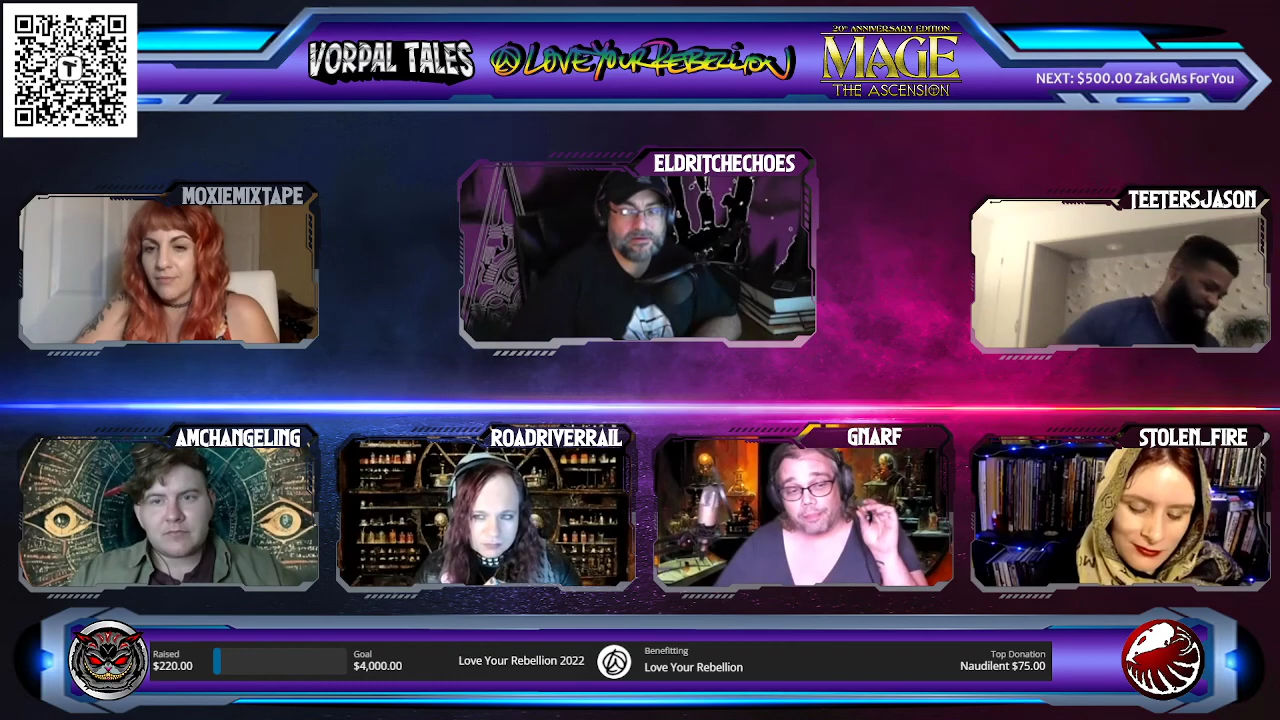 VORPAL TALES
@LOVEYOURREBELLION
20th ANNIVERSARY EDITION
MAGE
THE ASCENSION
NEXT: $500.00 Zak GMs For You
MOXIEMIXTAPE
ELDRITCHECHOES
TEETERSJASON
AMCHANGELING
ROADRIVERRAIL
GNARF
STOLEN_FIRE
Raised
$220.00
Goal
$4,000.00
Love Your Rebellion 2022
Benefitting
Love Your Rebellion
Top Donation
Naudilent $75.00